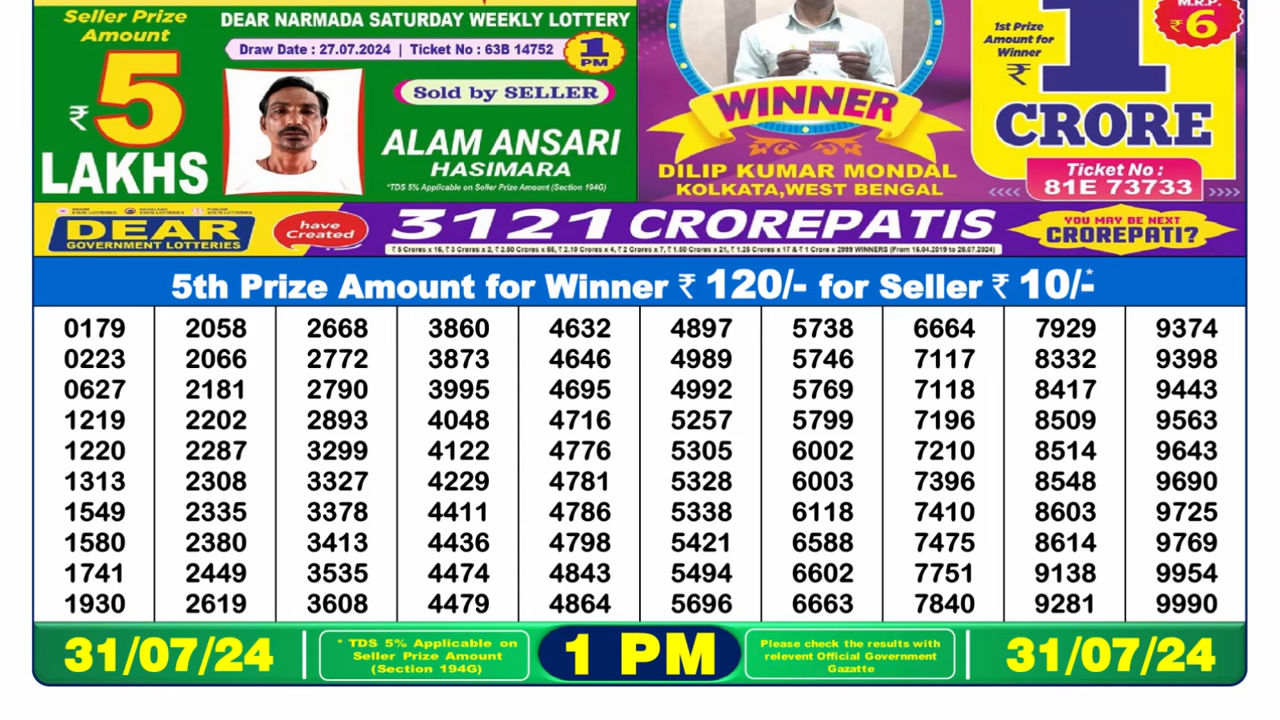 Seller Prize
Amount
₹ 5
LAKHS
DEAR NARMADA SATURDAY WEEKLY LOTTERY
Draw Date : 27.07.2024 | Ticket No : 63B 14752
1
PM
Sold by SELLER
ALAM ANSARI
HASIMARA
*TDS 5% Applicable on Seller Prize Amount (Section 194G)
WINNER
DILIP KUMAR MONDAL
KOLKATA,WEST BENGAL
1st Prize
Amount for
Winner
₹
1
CRORE
M.R.P.
₹6
Ticket No :
81E 73733
DEAR
GOVERNMENT LOTTERIES
have
Created
3121 CROREPATIS
YOU MAY BE NEXT
CROREPATI?
5th Prize Amount for Winner ₹ 120/- for Seller ₹ 10/-*
0179 2058 2668 3860 4632 4897 5738 6664 7929 9374
0223 2066 2772 3873 4646 4989 5746 7117 8332 9398
0627 2181 2790 3995 4695 4992 5769 7118 8417 9443
1219 2202 2893 4048 4716 5257 5799 7196 8509 9563
1220 2287 3299 4122 4776 5305 6002 7210 8514 9643
1313 2308 3327 4229 4781 5328 6003 7396 8548 9690
1549 2335 3378 4411 4786 5338 6118 7410 8603 9725
1580 2380 3413 4436 4798 5421 6588 7475 8614 9769
1741 2449 3535 4474 4843 5494 6602 7751 9138 9954
1930 2619 3608 4479 4864 5696 6663 7840 9281 9990
31/07/24
* TDS 5% Applicable on
Seller Prize Amount
(Section 194G)
1 PM
Please check the results with
relevent Official Government
Gazatte
31/07/24